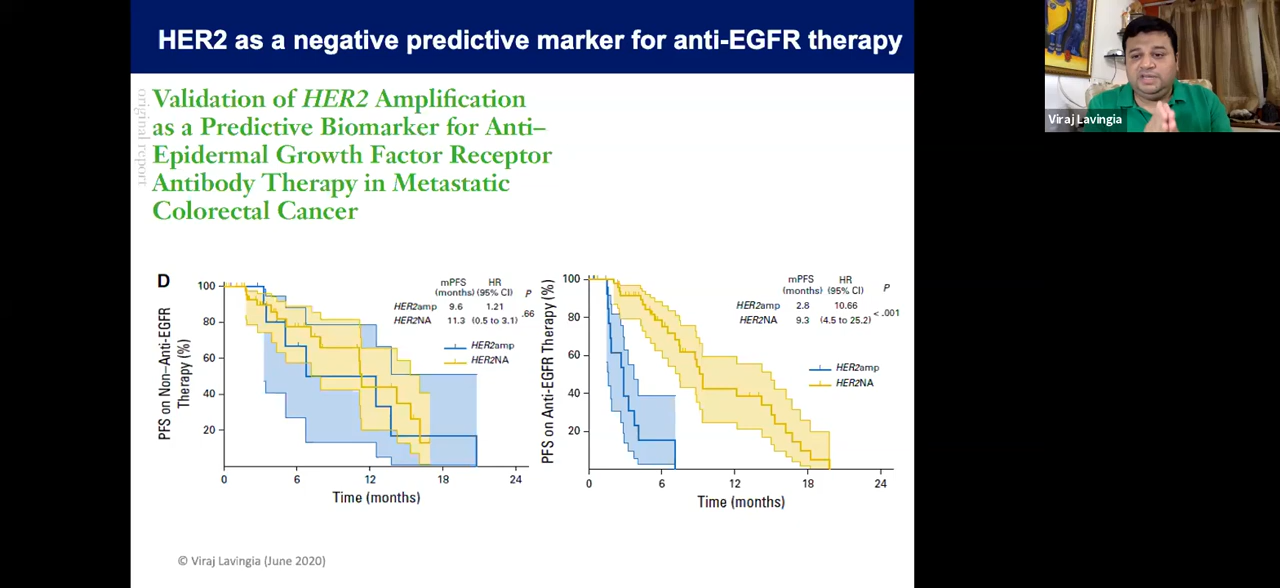 HER2 as a negative predictive marker for anti-EGFR therapy
original report
Validation of HER2 Amplification
as a Predictive Biomarker for Anti–
Epidermal Growth Factor Receptor
Antibody Therapy in Metastatic
Colorectal Cancer
Viraj Lavingia
D
PFS on Non–Anti-EGFR
Therapy (%)
100
80
60
40
20
mPFS HR
(months) (95% CI) P
HER2amp 9.6 1.21
.66
HER2NA 11.3 (0.5 to 3.1)
HER2amp
HER2NA
0 6 12 18 24
Time (months)
PFS on Anti-EGFR Therapy (%)
100
80
60
40
20
mPFS HR
(months) (95% CI) P
HER2amp 2.8 10.66
< .001
HER2NA 9.3 (4.5 to 25.2)
HER2amp
HER2NA
0 6 12 18 24
Time (months)
© Viraj Lavingia (June 2020)